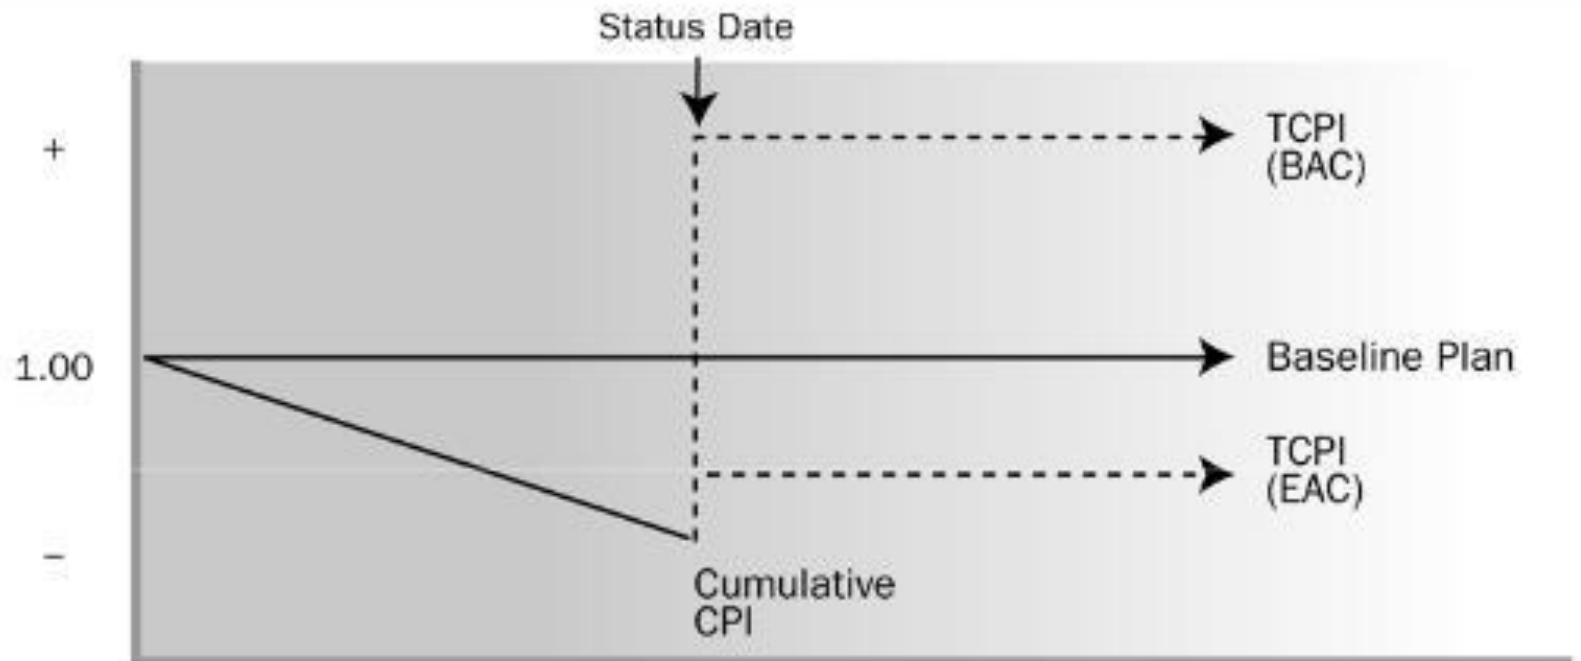 Status Date
+
TCPI
(BAC)
1.00
Baseline Plan
TCPI
(EAC)
–
Cumulative
CPI